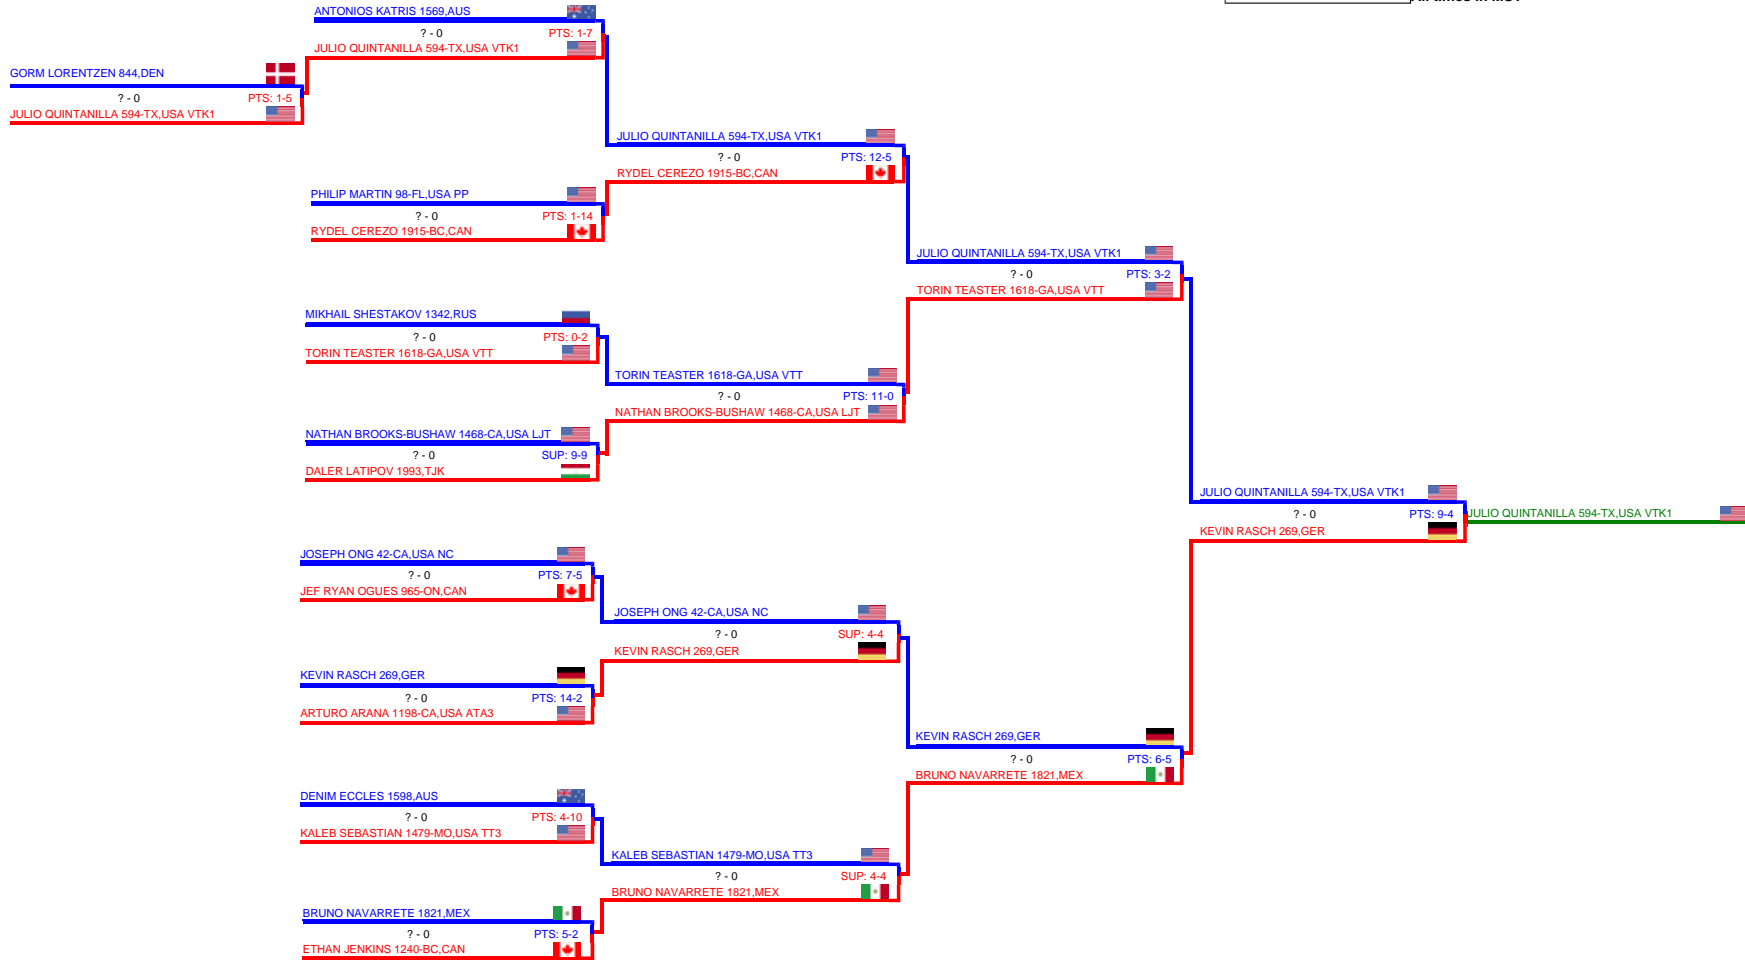 ANTONIOS KATRIS 1569,AUS
? - 0 PTS: 1-7
JULIO QUINTANILLA 594-TX,USA VTK1
GORM LORENTZEN 844,DEN
? - 0 PTS: 1-5
JULIO QUINTANILLA 594-TX,USA VTK1
JULIO QUINTANILLA 594-TX,USA VTK1
? - 0 PTS: 12-5
RYDEL CEREZO 1915-BC,CAN
PHILIP MARTIN 98-FL,USA PP
? - 0 PTS: 1-14
RYDEL CEREZO 1915-BC,CAN
JULIO QUINTANILLA 594-TX,USA VTK1
? - 0 PTS: 3-2
TORIN TEASTER 1618-GA,USA VTT
MIKHAIL SHESTAKOV 1342,RUS
? - 0 PTS: 0-2
TORIN TEASTER 1618-GA,USA VTT
TORIN TEASTER 1618-GA,USA VTT
? - 0 PTS: 11-0
NATHAN BROOKS-BUSHAW 1468-CA,USA LJT
NATHAN BROOKS-BUSHAW 1468-CA,USA LJT
? - 0 SUP: 9-9
DALER LATIPOV 1993,TJK
JULIO QUINTANILLA 594-TX,USA VTK1
? - 0 PTS: 9-4
KEVIN RASCH 269,GER
JULIO QUINTANILLA 594-TX,USA VTK1
JOSEPH ONG 42-CA,USA NC
? - 0 PTS: 7-5
JEF RYAN OGUES 965-ON,CAN
JOSEPH ONG 42-CA,USA NC
? - 0 SUP: 4-4
KEVIN RASCH 269,GER
KEVIN RASCH 269,GER
? - 0 PTS: 14-2
ARTURO ARANA 1198-CA,USA ATA3
KEVIN RASCH 269,GER
? - 0 PTS: 6-5
BRUNO NAVARRETE 1821,MEX
DENIM ECCLES 1598,AUS
? - 0 PTS: 4-10
KALEB SEBASTIAN 1479-MO,USA TT3
KALEB SEBASTIAN 1479-MO,USA TT3
? - 0 SUP: 4-4
BRUNO NAVARRETE 1821,MEX
BRUNO NAVARRETE 1821,MEX
? - 0 PTS: 5-2
ETHAN JENKINS 1240-BC,CAN